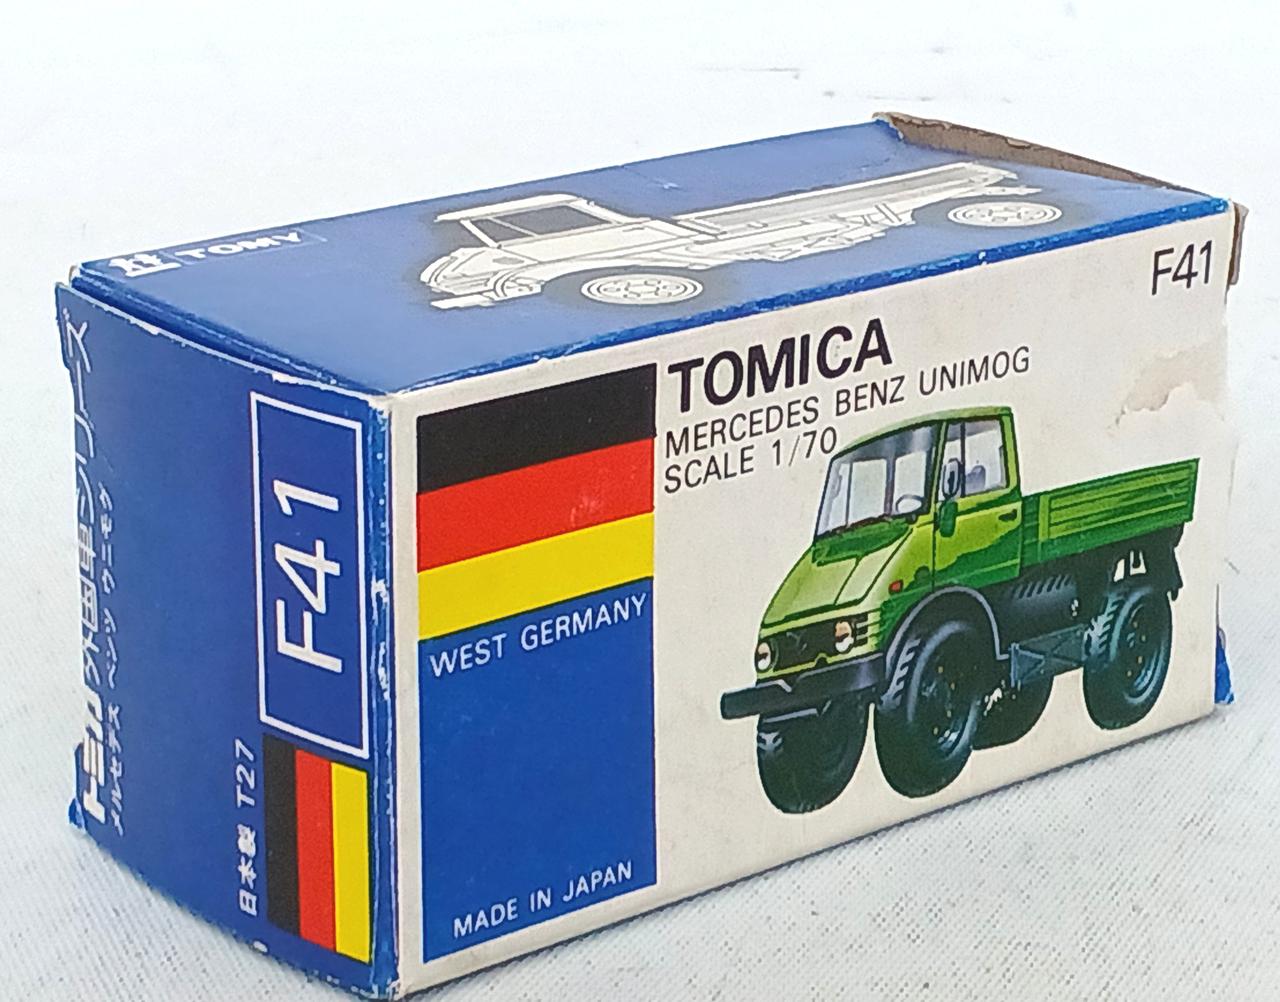 TOMY
F41
TOMICA
MERCEDES BENZ UNIMOG
SCALE 1/70
WEST GERMANY
MADE IN JAPAN
トミカ外国車シリーズ
メルセデス ベンツ ウニモグ
F41
日本製 T27